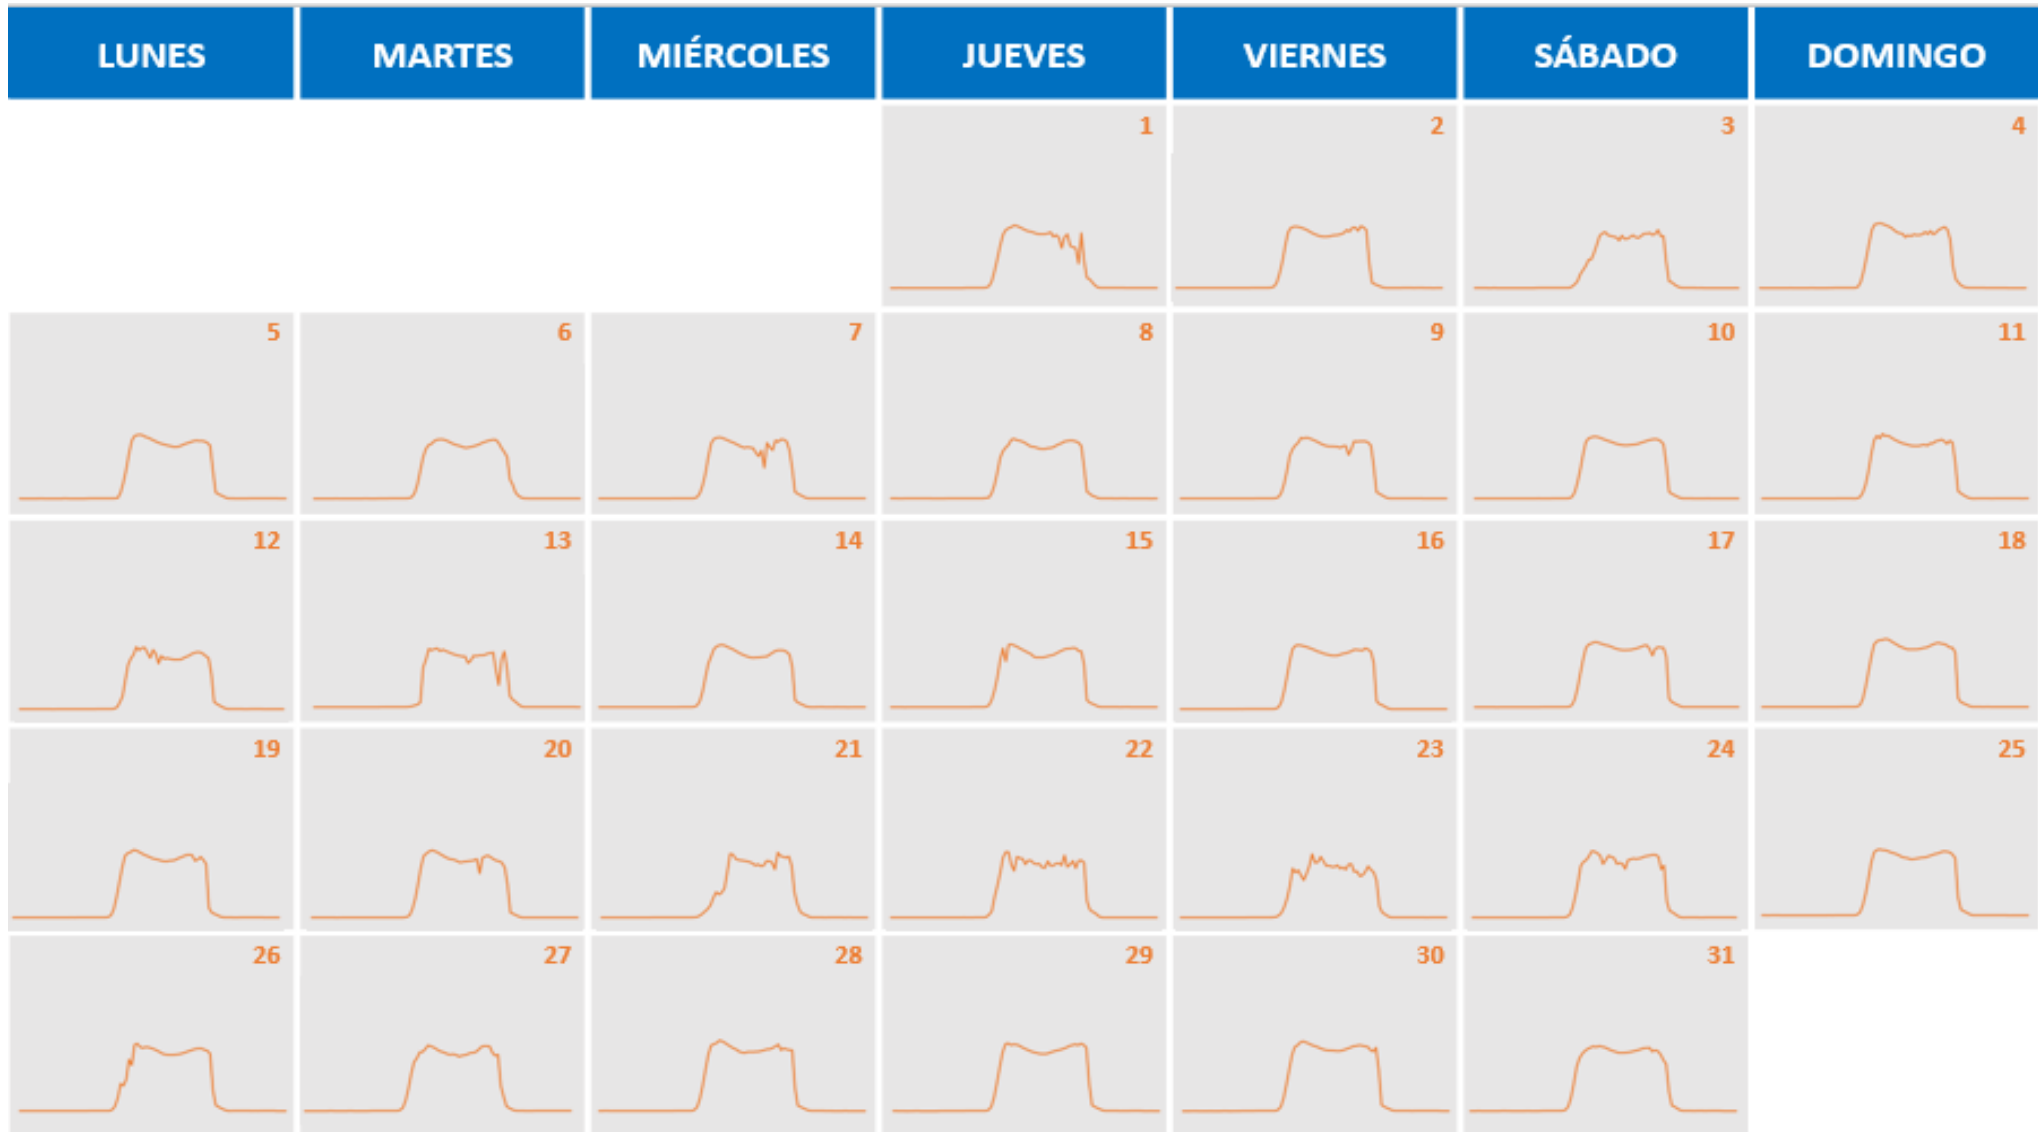 LUNES MARTES MIÉRCOLES JUEVES VIERNES SÁBADO DOMINGO
1 2 3 4
5 6 7 8 9 10 11
12 13 14 15 16 17 18
19 20 21 22 23 24 25
26 27 28 29 30 31